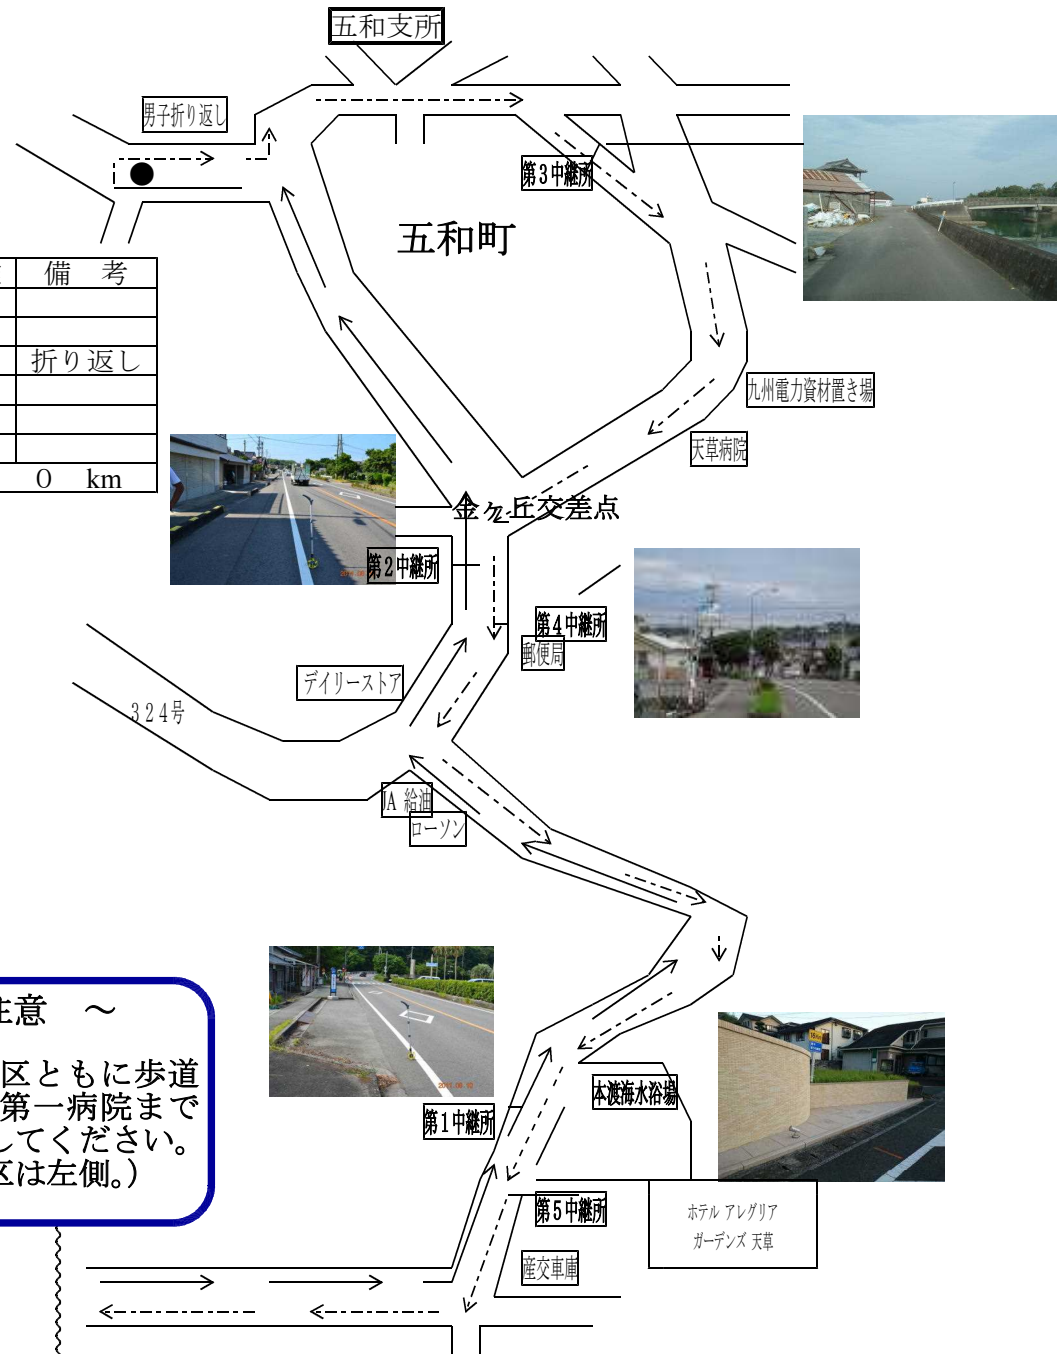 五和支所
男子折り返し
第3中継所
五和町
備　考
折り返し
0　km
九州電力資材置き場
天草病院
金ヶ丘交差点
第2中継所
第4中継所
郵便局
デイリーストア
324号
JA 給油
ローソン
注意　～
区ともに歩道
第一病院まで
してください。
区は左側。）
本渡海水浴場
第1中継所
第5中継所
ホテル アレグリア
ガーデンズ 天草
産交車庫